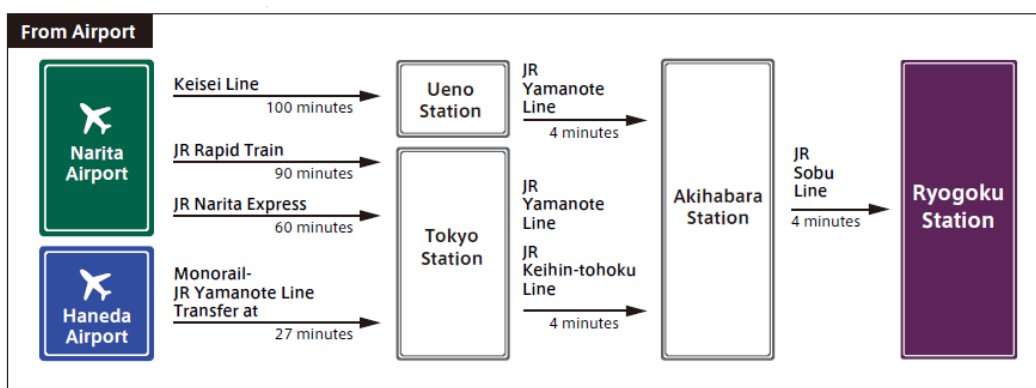 From Airport
Narita
Airport
Keisei Line
100 minutes
JR Rapid Train
90 minutes
JR Narita Express
60 minutes
Haneda
Airport
Monorail-
JR Yamanote Line
Transfer at
27 minutes
Ueno
Station
Tokyo
Station
JR
Yamanote
Line
4 minutes
JR
Yamanote
Line
JR
Keihin-tohoku
Line
4 minutes
Akihabara
Station
JR
Sobu
Line
4 minutes
Ryogoku
Station